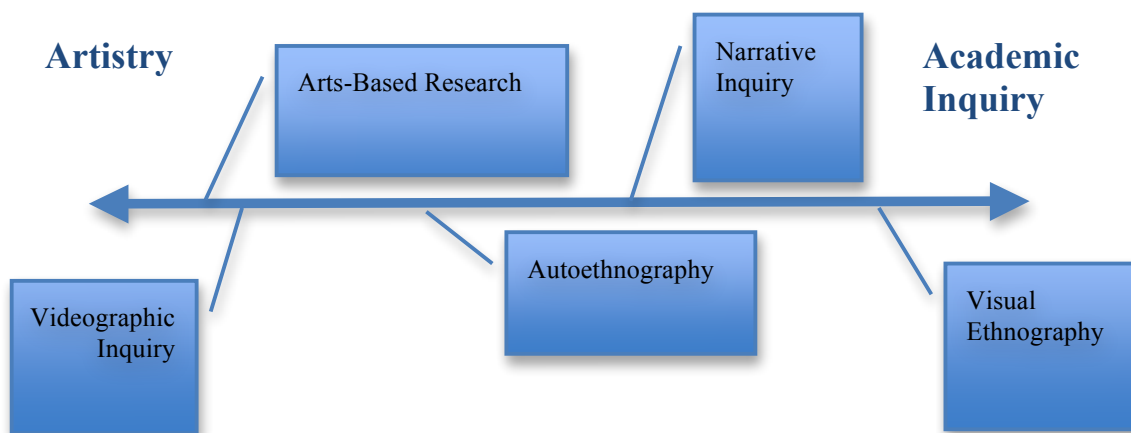 Artistry
Arts-Based Research
Narrative
Inquiry
Academic
Inquiry
Videographic
Inquiry
Autoethnography
Visual
Ethnography